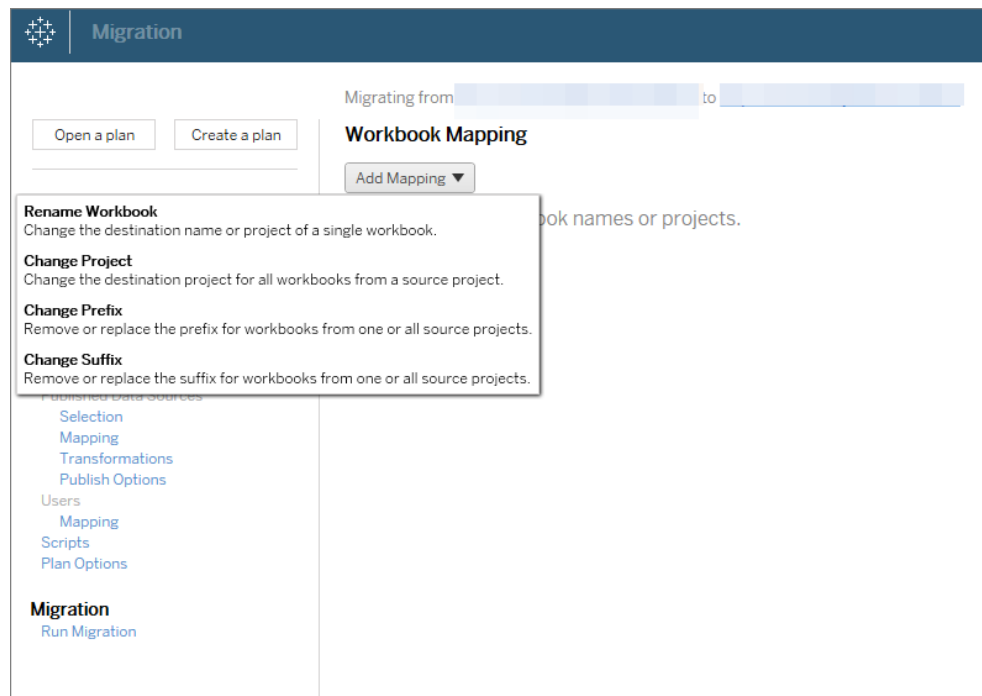 Migration
Migrating from to
Open a plan
Create a plan
Workbook Mapping
Add Mapping ▼
Rename Workbook
Change the destination name or project of a single workbook.
Change Project
Change the destination project for all workbooks from a source project.
Change Prefix
Remove or replace the prefix for workbooks from one or all source projects.
Change Suffix
Remove or replace the suffix for workbooks from one or all source projects.
names or projects.
Published Data Sources
Selection
Mapping
Transformations
Publish Options
Users
Mapping
Scripts
Plan Options
Migration
Run Migration